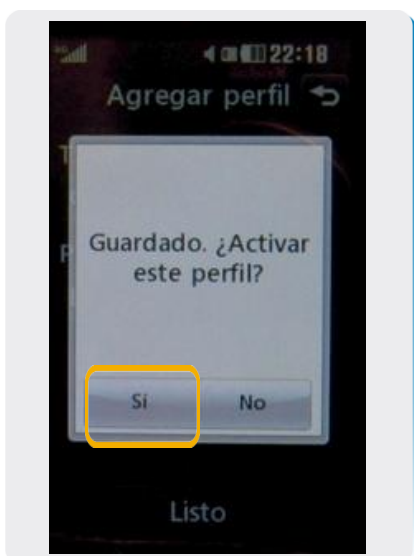 22:18
Agregar perfil
Guardado. ¿Activar
este perfil?
Sí
No
Listo